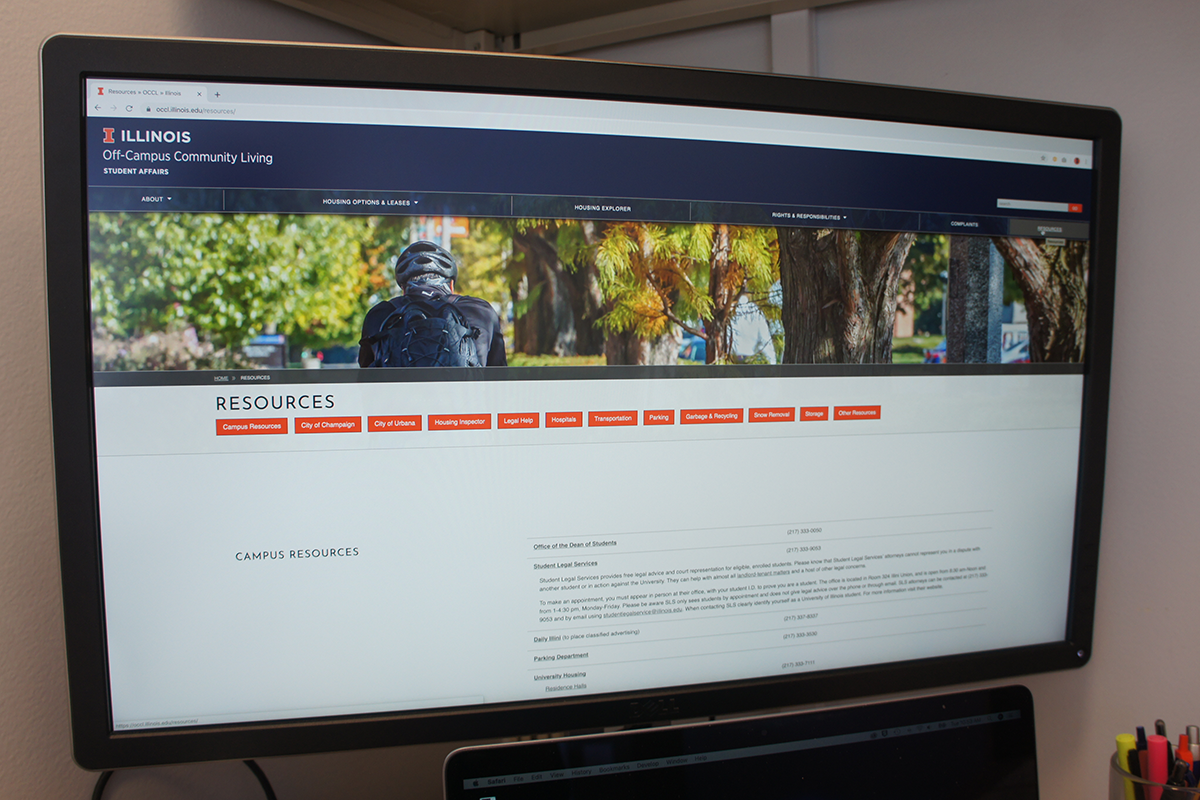 Resources » OCCL » Illinois
occl.illinois.edu/resources/
I ILLINOIS
Off-Campus Community Living
STUDENT AFFAIRS
ABOUT HOUSING OPTIONS & LEASES HOUSING EXPLORER RIGHTS & RESPONSIBILITIES COMPLAINTS RESOURCES
HOME » RESOURCES
RESOURCES
Campus Resources City of Champaign City of Urbana Housing Inspector Legal Help Hospitals Transportation Parking Garbage & Recycling Snow Removal Storage Other Resources
CAMPUS RESOURCES
Office of the Dean of Students (217) 333-0050
Student Legal Services (217) 333-9053
Student Legal Services provides free legal advice and court representation for eligible, enrolled students. Please know that Student Legal Services' attorneys cannot represent you in a dispute with
another student or in action against the University. They can help with almost all landlord-tenant matters and a host of other legal concerns.
To make an appointment, you must appear in person at their office, with your student I.D. to prove you are a student. The office is located in Room 324 Illini Union, and is open from 8:30 am-Noon and
from 1-4:30 pm, Monday-Friday. Please be aware SLS only sees students by appointment and does not give legal advice over the phone or through email. SLS attorneys can be contacted at (217) 333-
9053 and by email using studentlegalservice@illinois.edu. When contacting SLS clearly identify yourself as a University of Illinois student. For more information visit their website.
Daily Illini (to place classified advertising)
Parking Department
University Housing
Residence Halls
https://occl.illinois.edu/resources/
DELL
Safari File Edit View History Bookmarks Develop Window Help